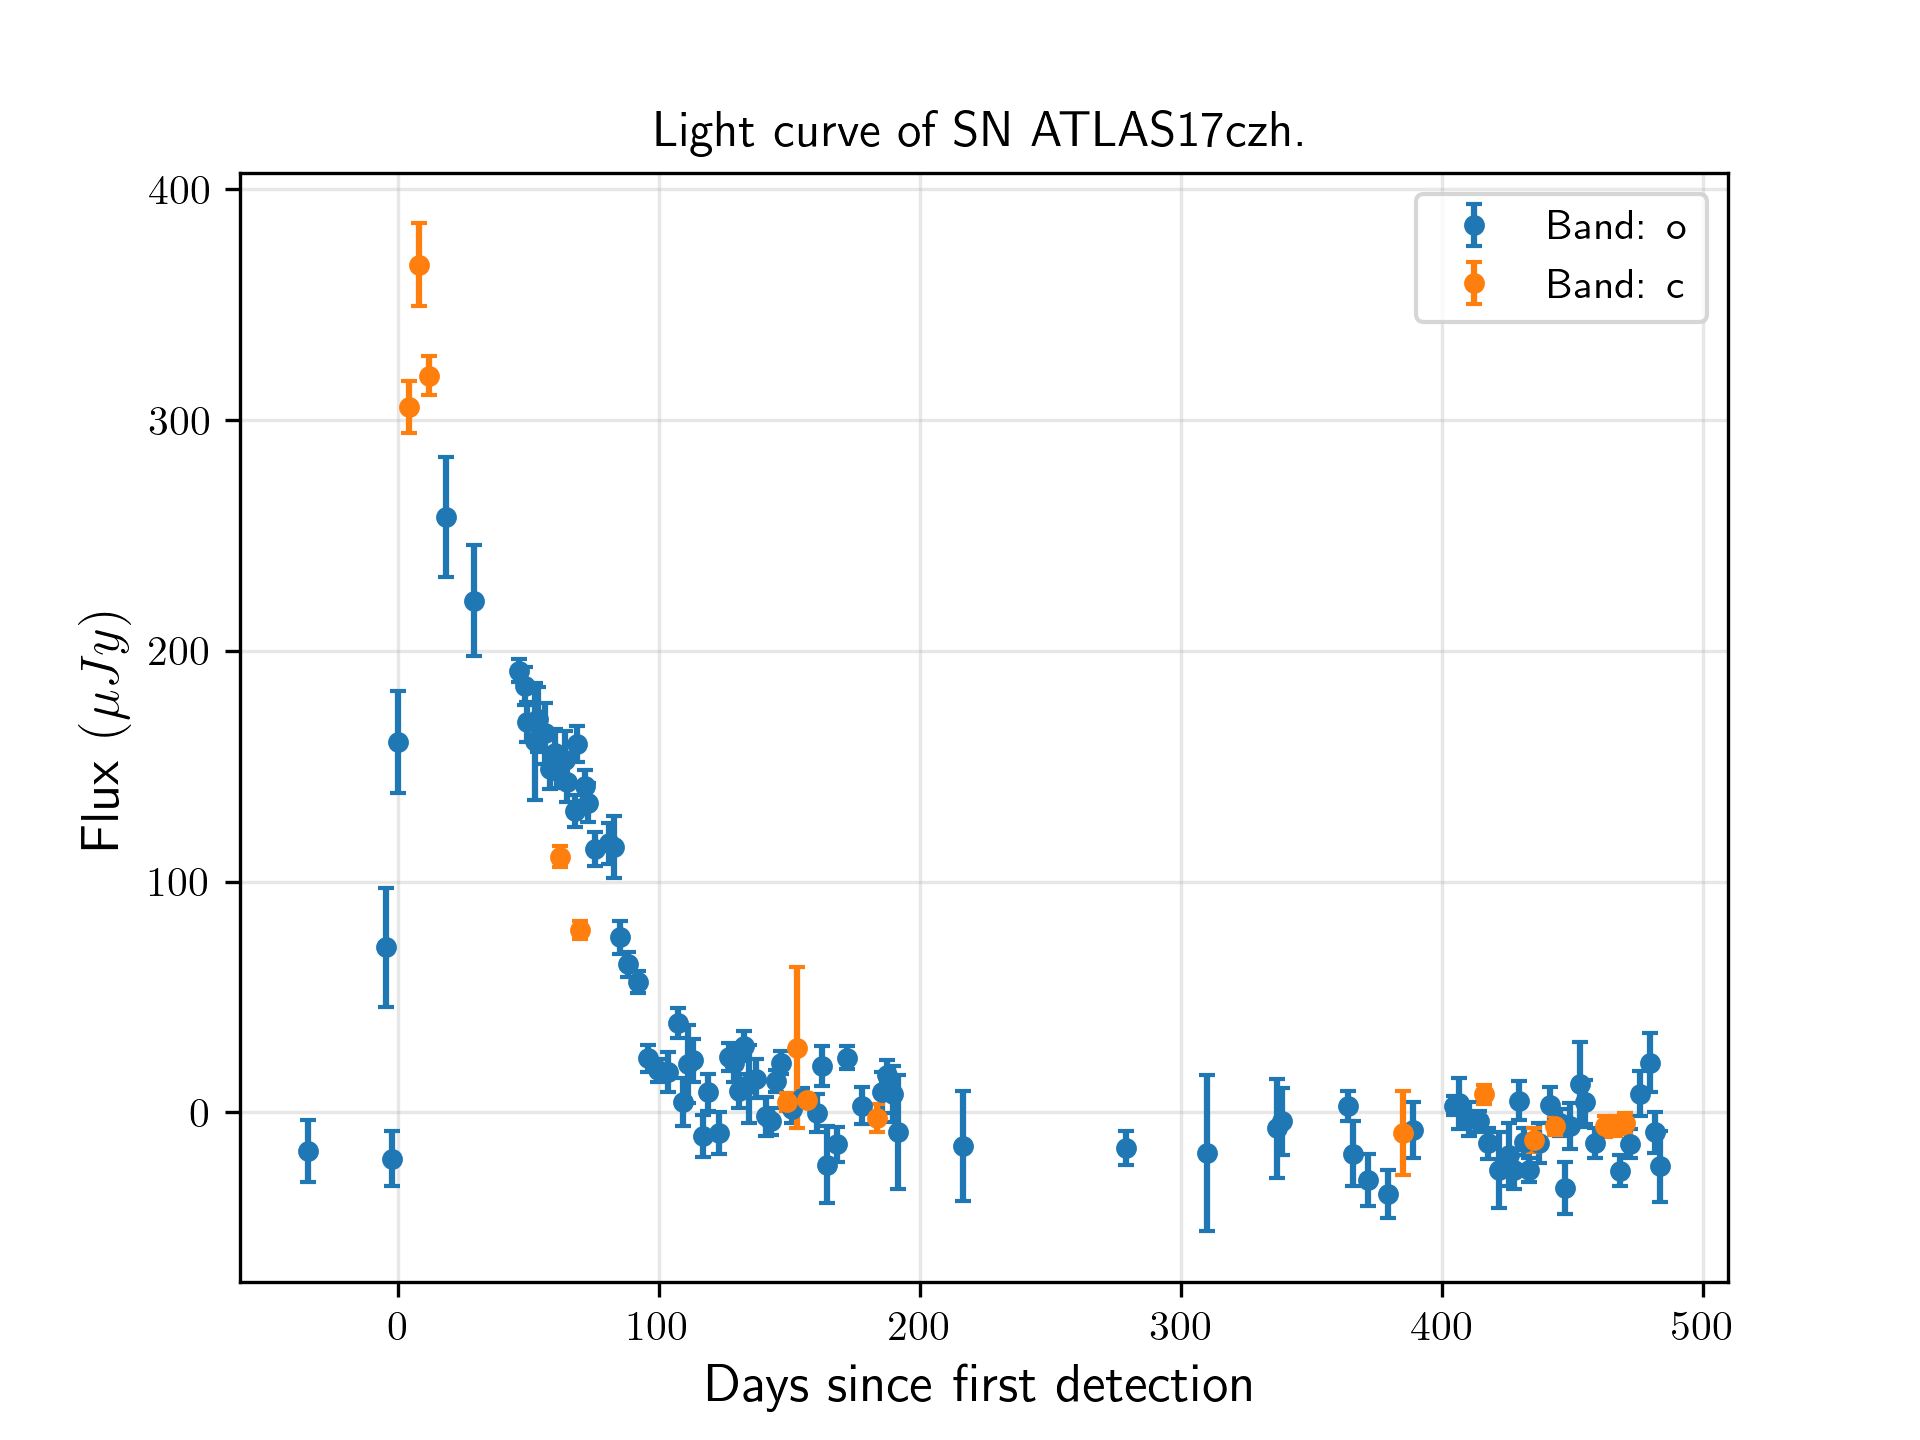 Light curve of SN ATLAS17czh.
400
300
200
100
0
Flux (μJy)
Band: o
Band: c
0 100 200 300 400 500
Days since first detection